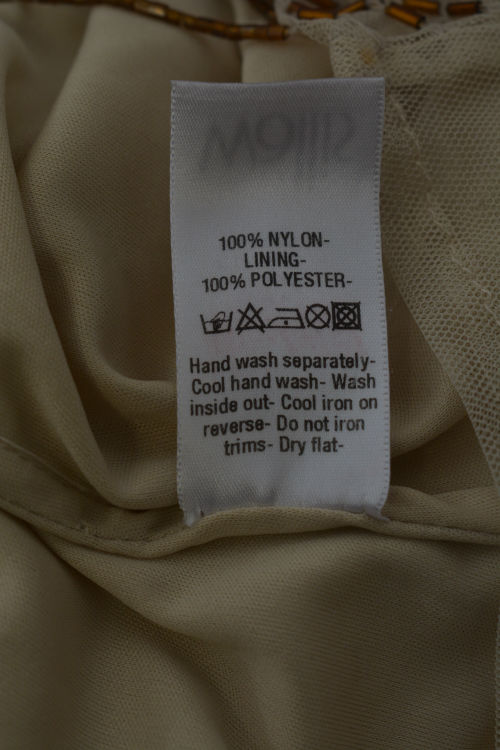 100% NYLON-
LINING-
100% POLYESTER-
Hand wash separately-
Cool hand wash- Wash
inside out- Cool iron on
reverse- Do not iron
trims- Dry flat-